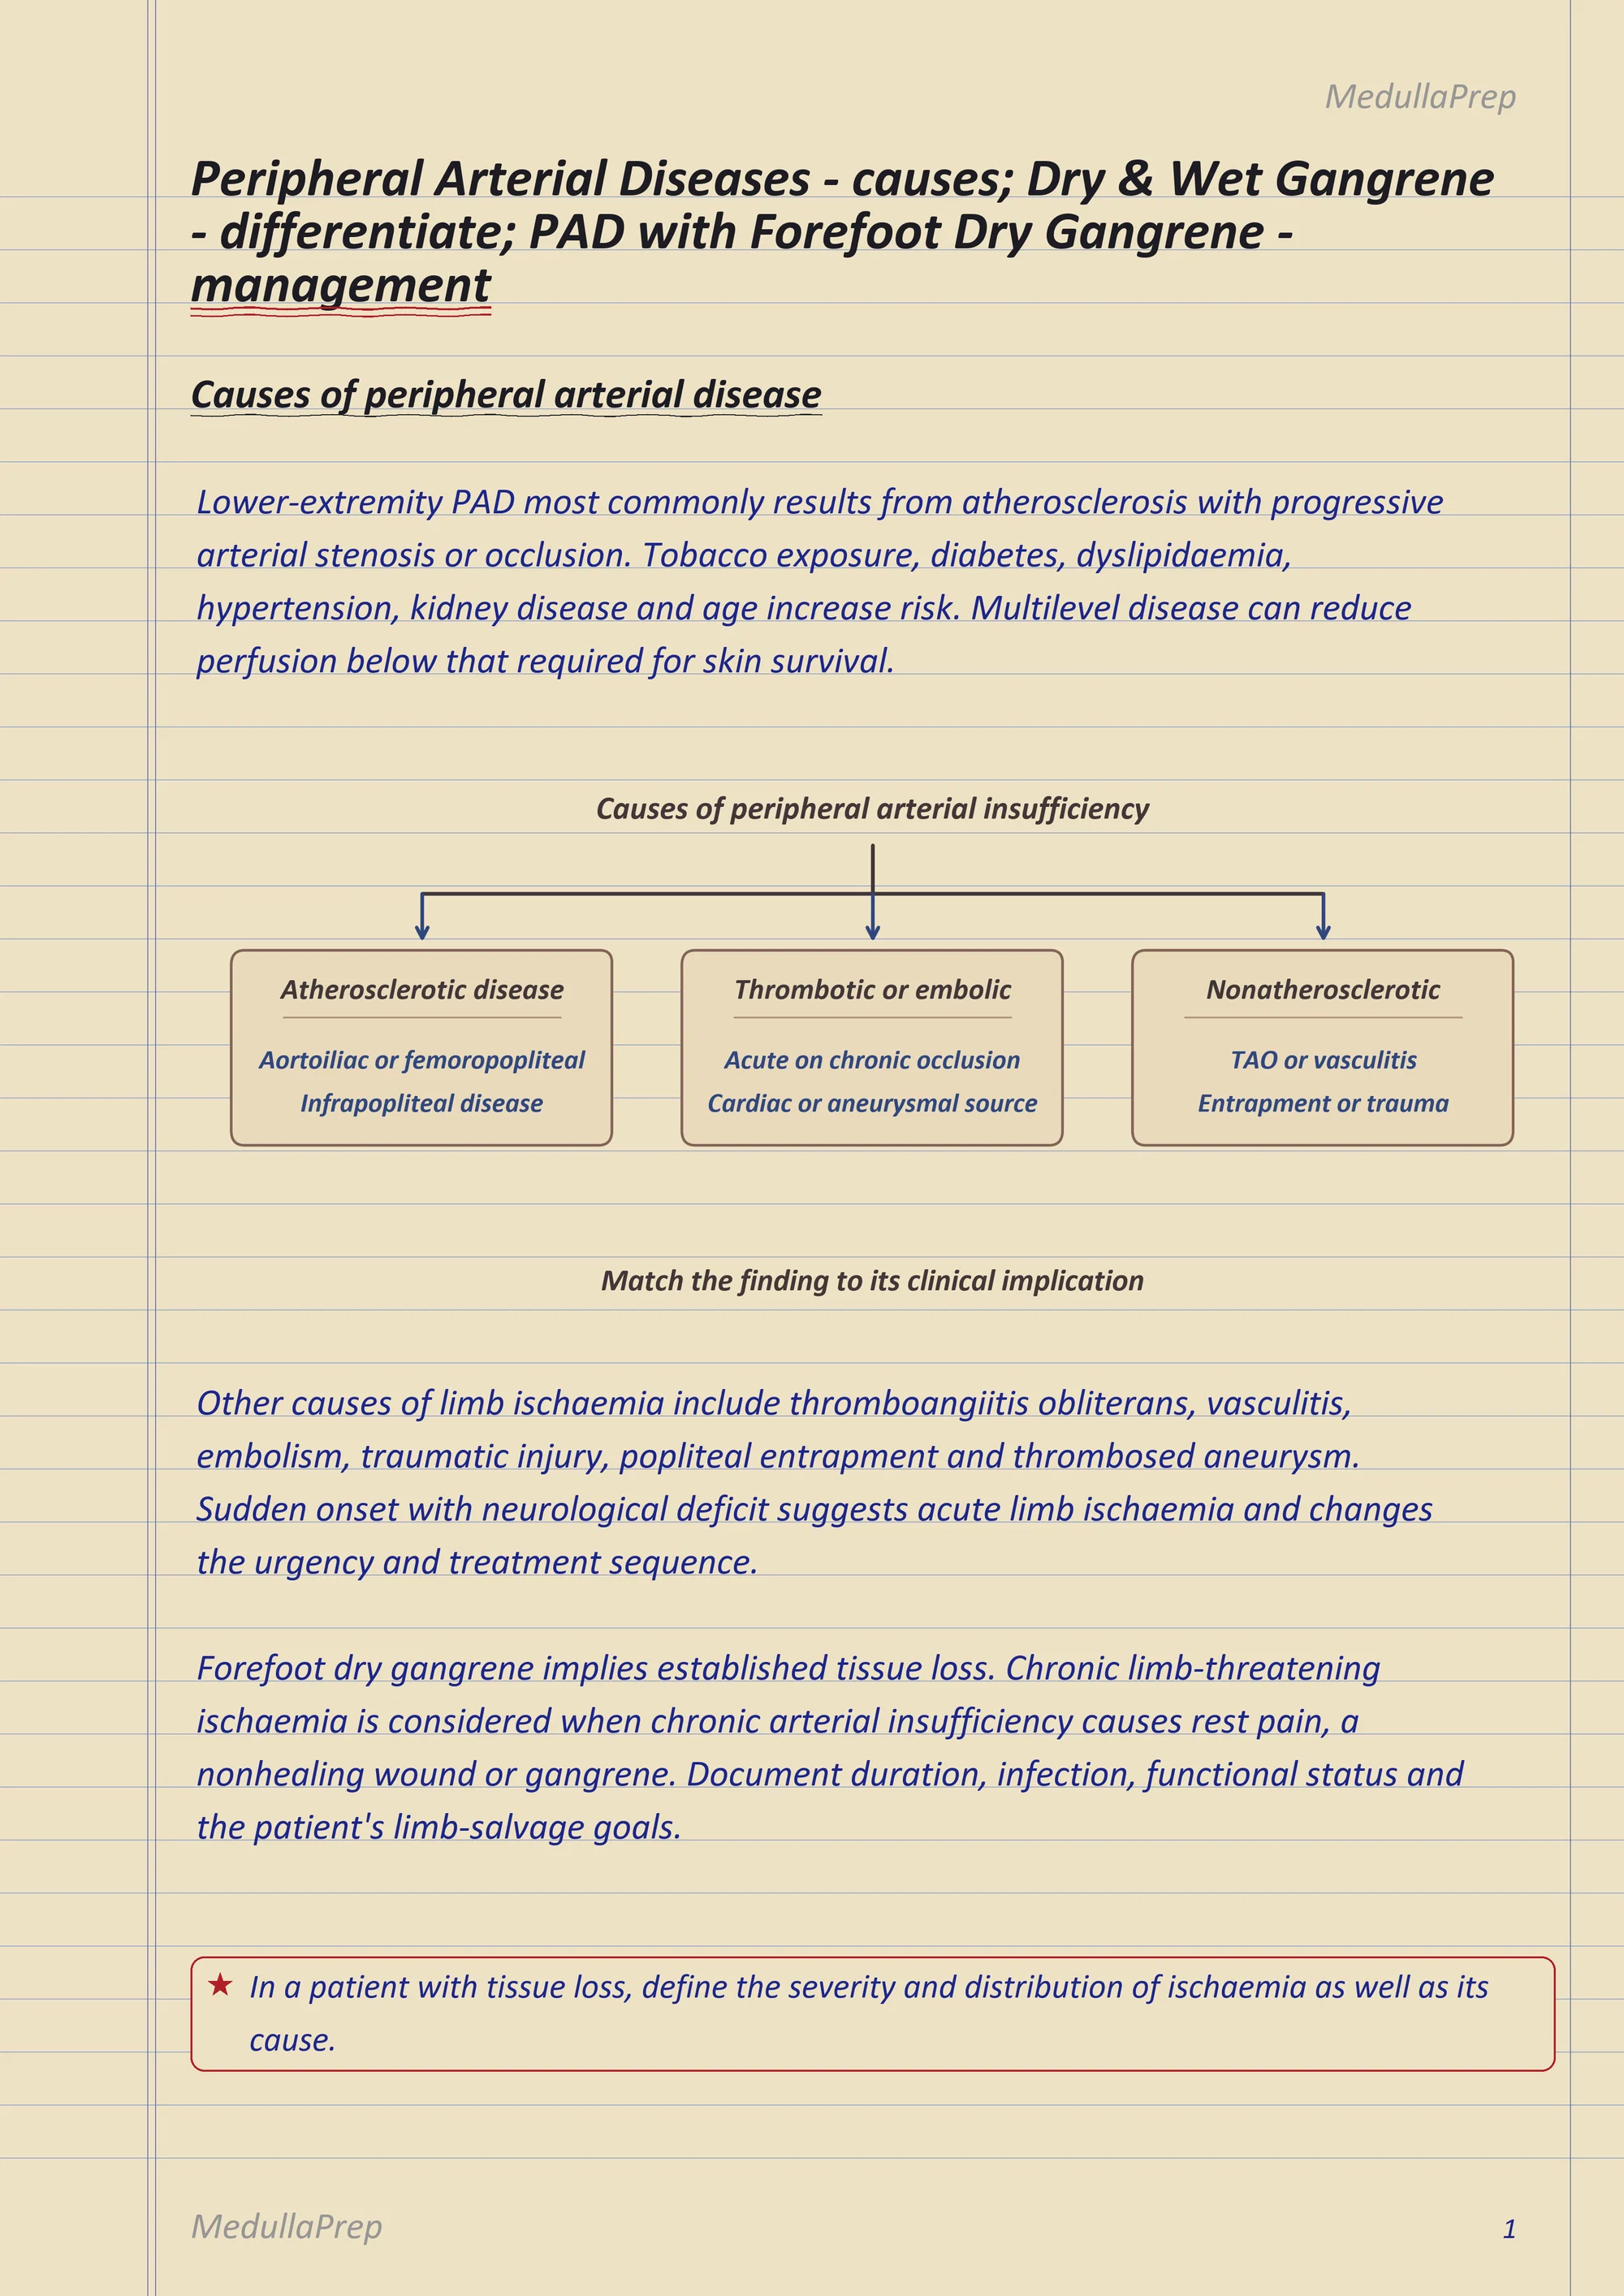 MedullaPrep
Peripheral Arterial Diseases - causes; Dry & Wet Gangrene
- differentiate; PAD with Forefoot Dry Gangrene -
management
Causes of peripheral arterial disease
Lower-extremity PAD most commonly results from atherosclerosis with progressive
arterial stenosis or occlusion. Tobacco exposure, diabetes, dyslipidaemia,
hypertension, kidney disease and age increase risk. Multilevel disease can reduce
perfusion below that required for skin survival.
Causes of peripheral arterial insufficiency
Atherosclerotic disease
Aortoiliac or femoropopliteal
Infrapopliteal disease
Thrombotic or embolic
Acute on chronic occlusion
Cardiac or aneurysmal source
Nonatherosclerotic
TAO or vasculitis
Entrapment or trauma
Match the finding to its clinical implication
Other causes of limb ischaemia include thromboangiitis obliterans, vasculitis,
embolism, traumatic injury, popliteal entrapment and thrombosed aneurysm.
Sudden onset with neurological deficit suggests acute limb ischaemia and changes
the urgency and treatment sequence.
Forefoot dry gangrene implies established tissue loss. Chronic limb-threatening
ischaemia is considered when chronic arterial insufficiency causes rest pain, a
nonhealing wound or gangrene. Document duration, infection, functional status and
the patient's limb-salvage goals.
★ In a patient with tissue loss, define the severity and distribution of ischaemia as well as its
cause.
MedullaPrep
1